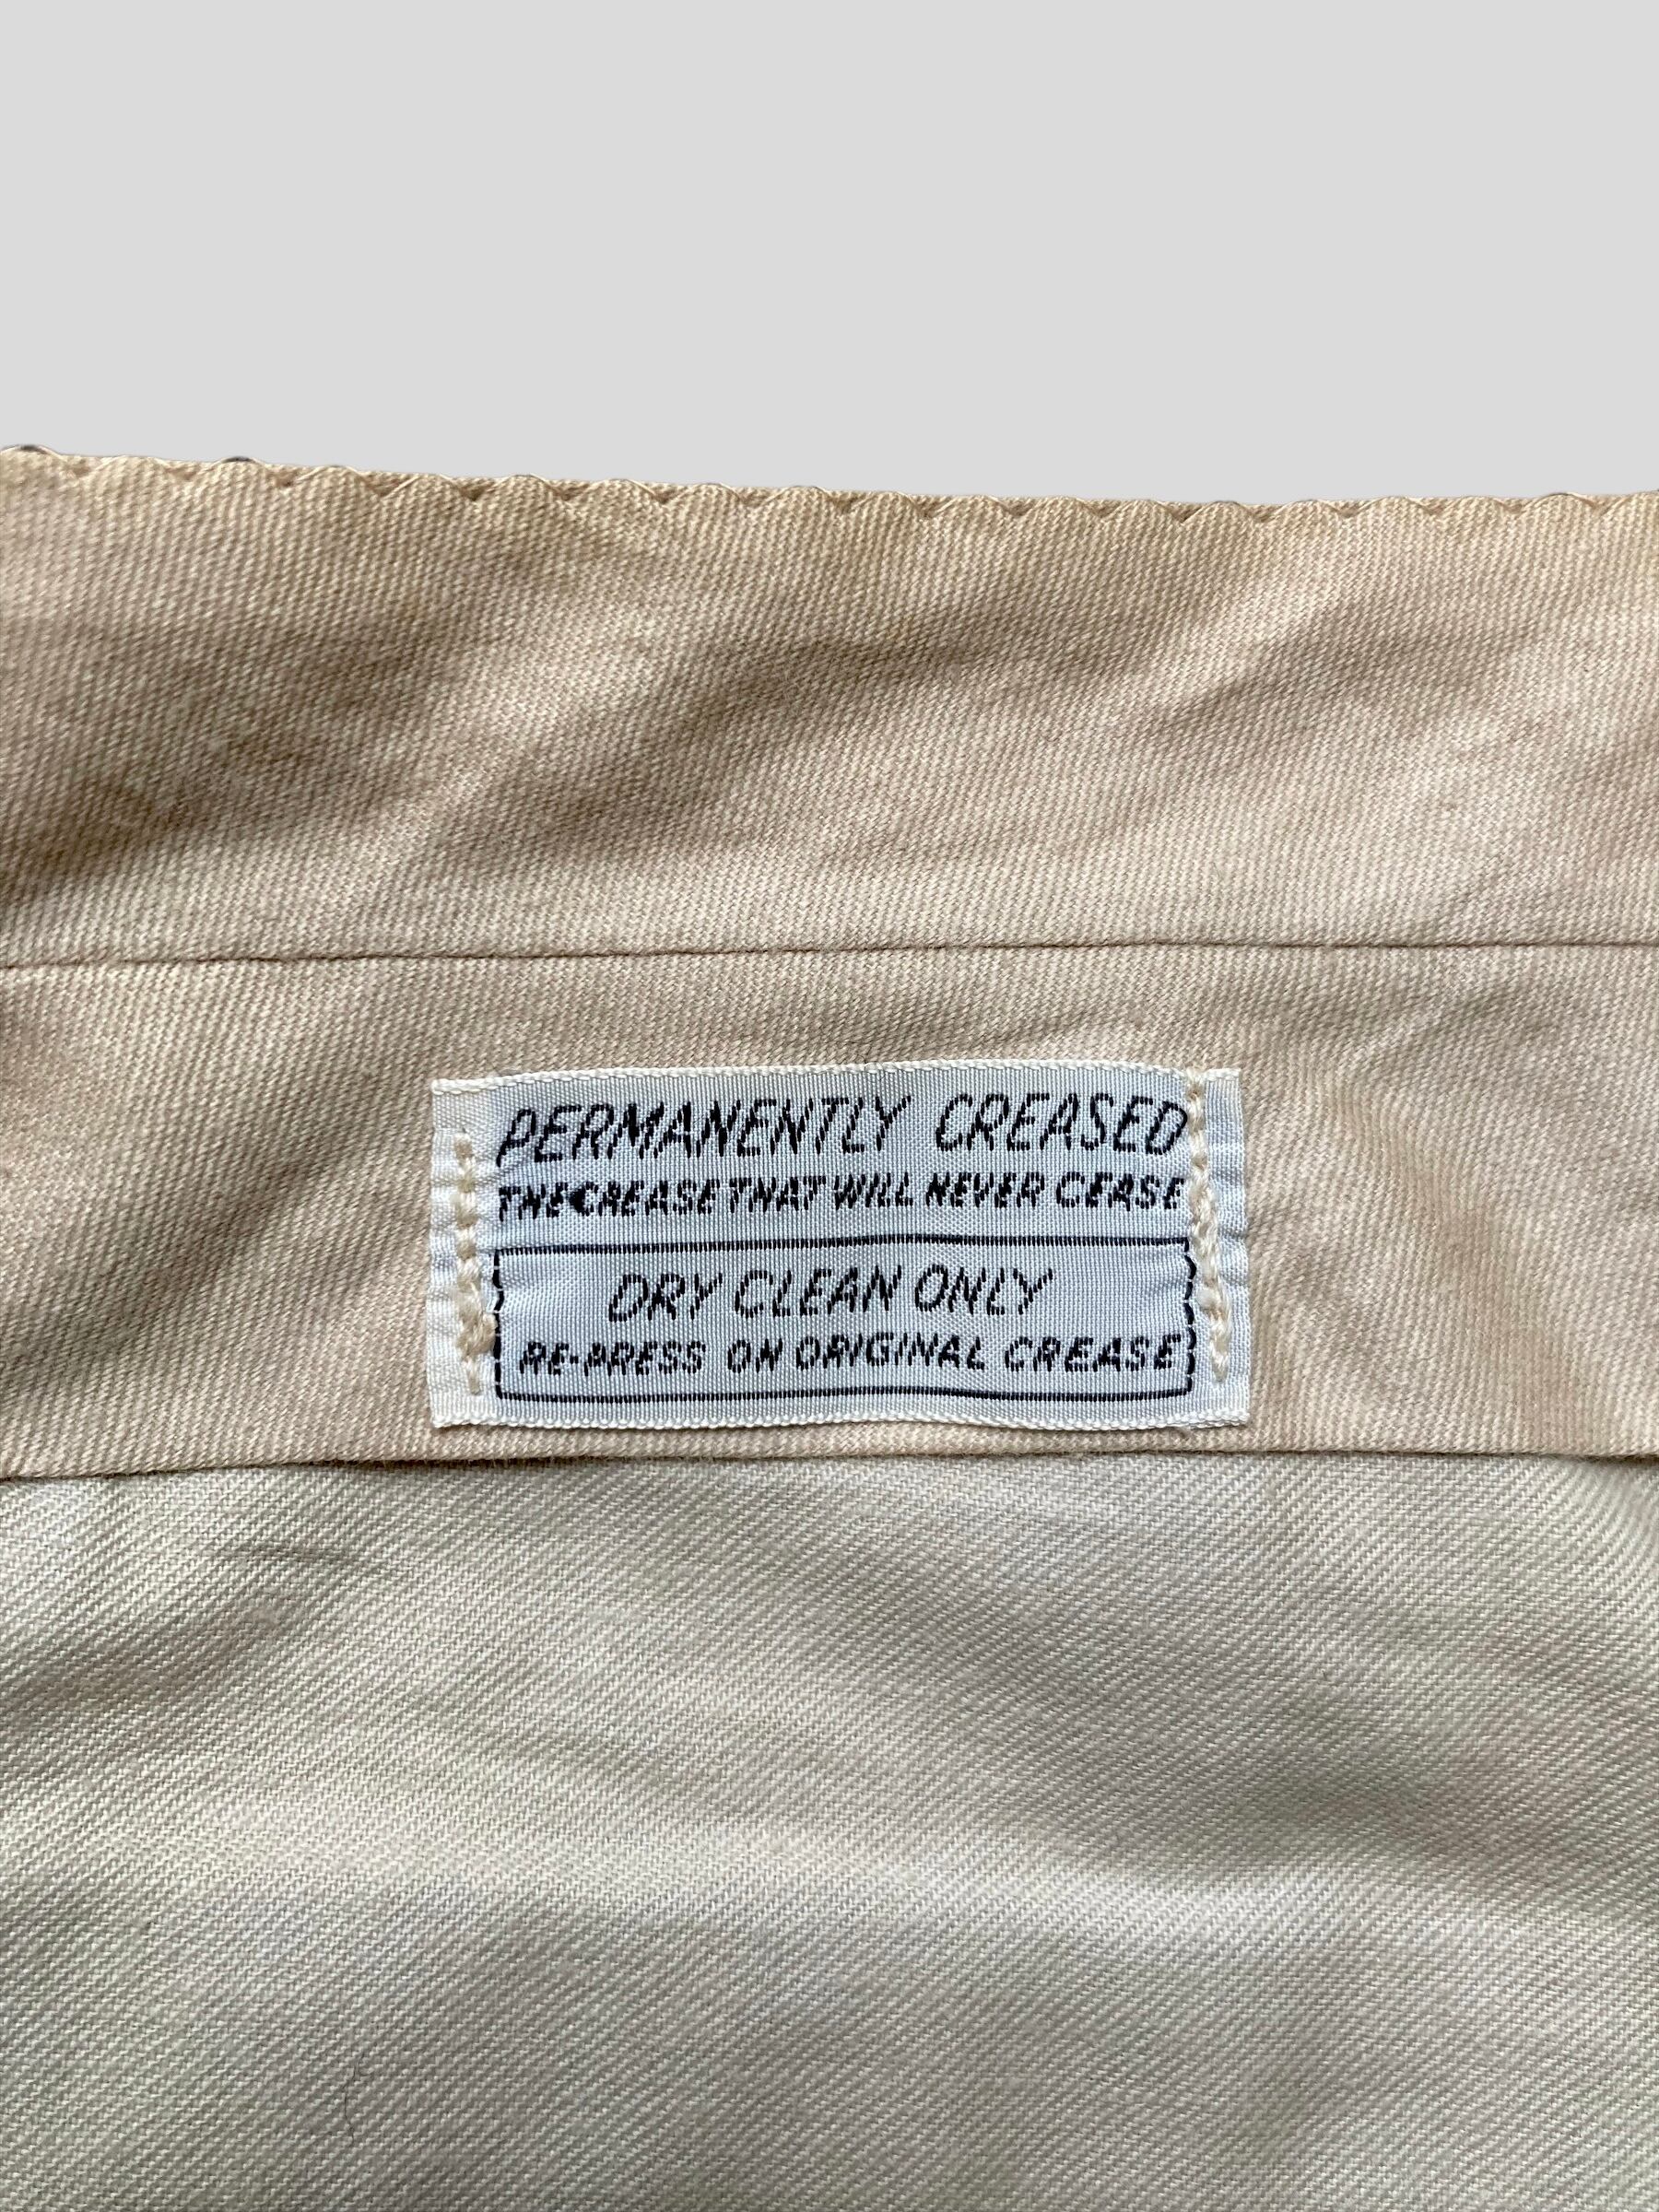 PERMANENTLY CREASED
THE CREASE THAT WILL NEVER CEASE
DRY CLEAN ONLY
RE-PRESS ON ORIGINAL CREASE